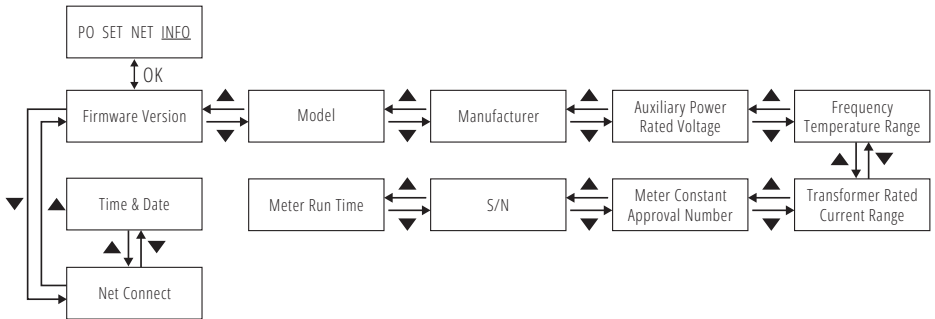 PO SET NET INFO
OK
Firmware Version
Model
Manufacturer
Auxiliary Power
Rated Voltage
Frequency
Temperature Range
Time & Date
Meter Run Time
S/N
Meter Constant
Approval Number
Transformer Rated
Current Range
Net Connect